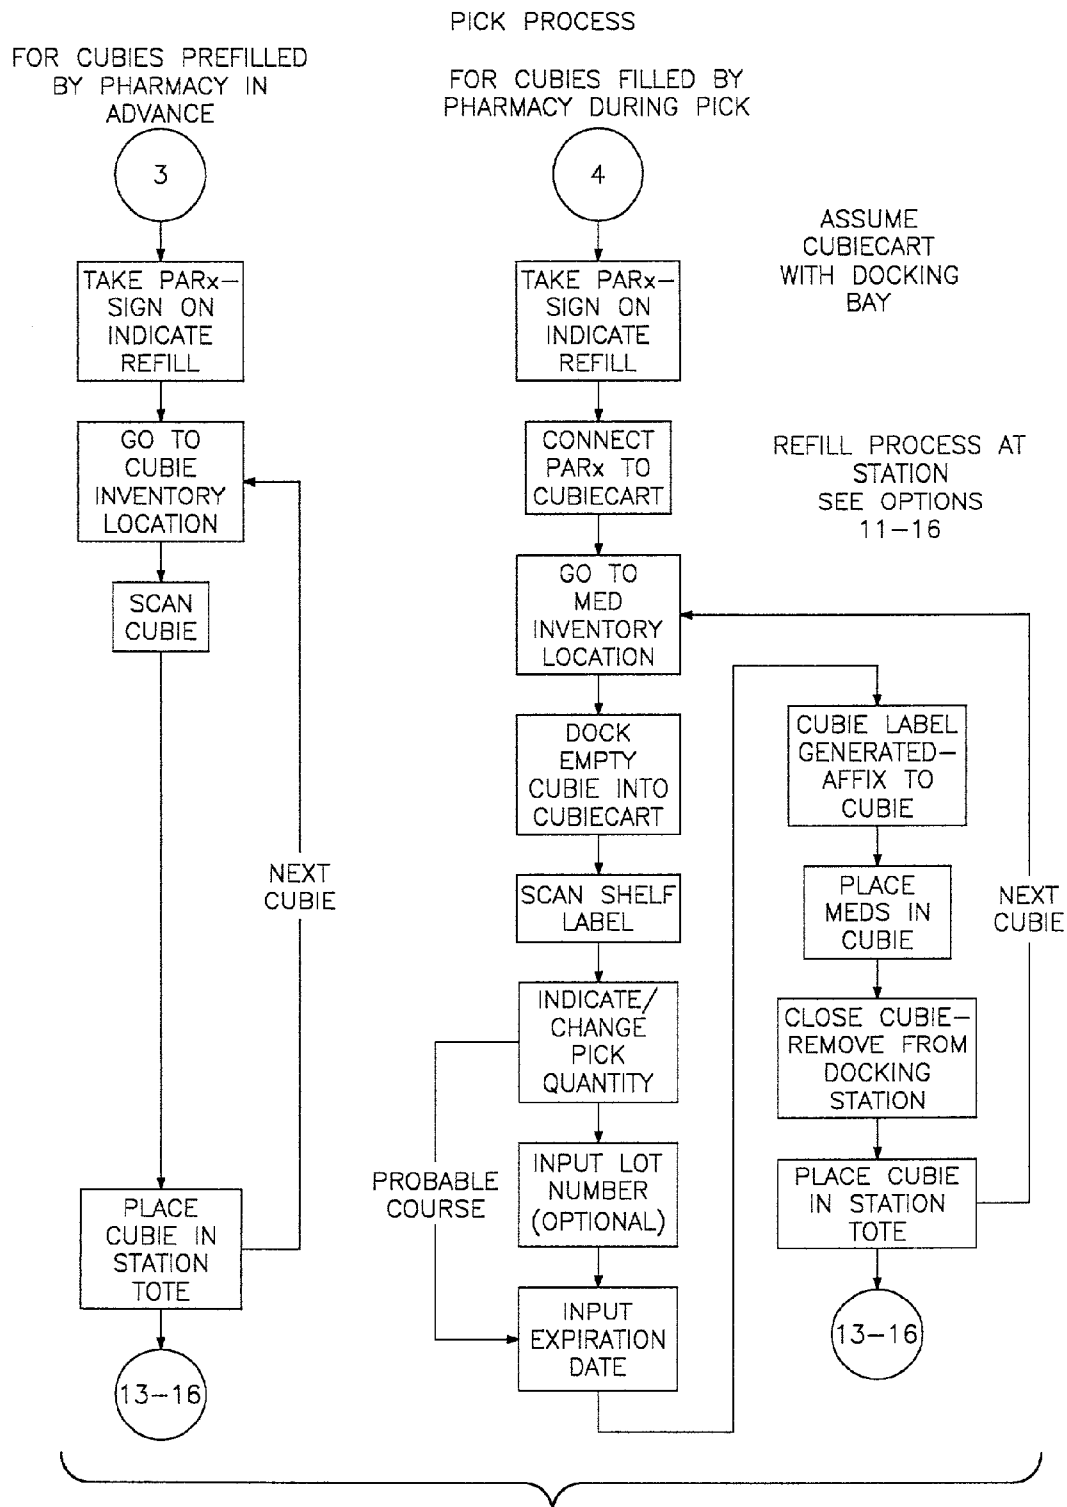 PICK PROCESS
FOR CUBIES PREFILLED
BY PHARMACY IN
ADVANCE
3
TAKE PARx-
SIGN ON
INDICATE
REFILL
GO TO
CUBIE
INVENTORY
LOCATION
SCAN
CUBIE
NEXT
CUBIE
PLACE
CUBIE IN
STATION
TOTE
13-16
FOR CUBIES FILLED BY
PHARMACY DURING PICK
4
TAKE PARx-
SIGN ON
INDICATE
REFILL
CONNECT
PARx TO
CUBIECART
GO TO
MED
INVENTORY
LOCATION
DOCK
EMPTY
CUBIE INTO
CUBIECART
SCAN SHELF
LABEL
INDICATE/
CHANGE
PICK
QUANTITY
PROBABLE
COURSE
INPUT LOT
NUMBER
(OPTIONAL)
INPUT
EXPIRATION
DATE
ASSUME
CUBIECART
WITH DOCKING
BAY
REFILL PROCESS AT
STATION
SEE OPTIONS
11-16
CUBIE LABEL
GENERATED-
AFFIX TO
CUBIE
PLACE
MEDS IN
CUBIE
CLOSE CUBIE-
REMOVE FROM
DOCKING
STATION
PLACE CUBIE
IN STATION
TOTE
NEXT
CUBIE
13-16